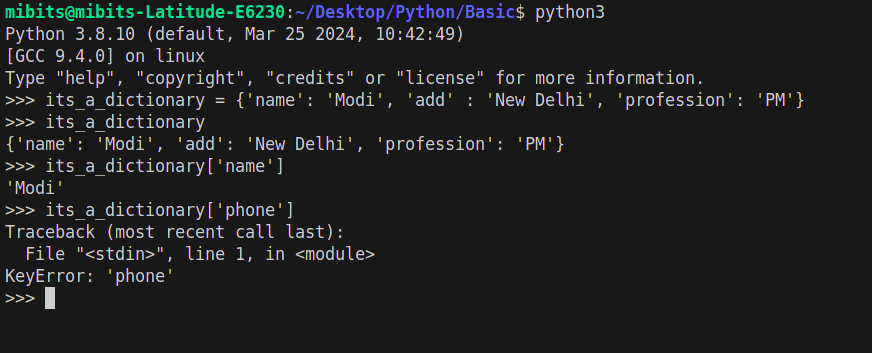 mibits@mibits-Latitude-E6230:~/Desktop/Python/Basic$ python3
Python 3.8.10 (default, Mar 25 2024, 10:42:49)
[GCC 9.4.0] on linux
Type "help", "copyright", "credits" or "license" for more information.
>>> its_a_dictionary = {'name': 'Modi', 'add' : 'New Delhi', 'profession': 'PM'}
>>> its_a_dictionary
{'name': 'Modi', 'add': 'New Delhi', 'profession': 'PM'}
>>> its_a_dictionary['name']
'Modi'
>>> its_a_dictionary['phone']
Traceback (most recent call last):
  File "<stdin>", line 1, in <module>
KeyError: 'phone'
>>>